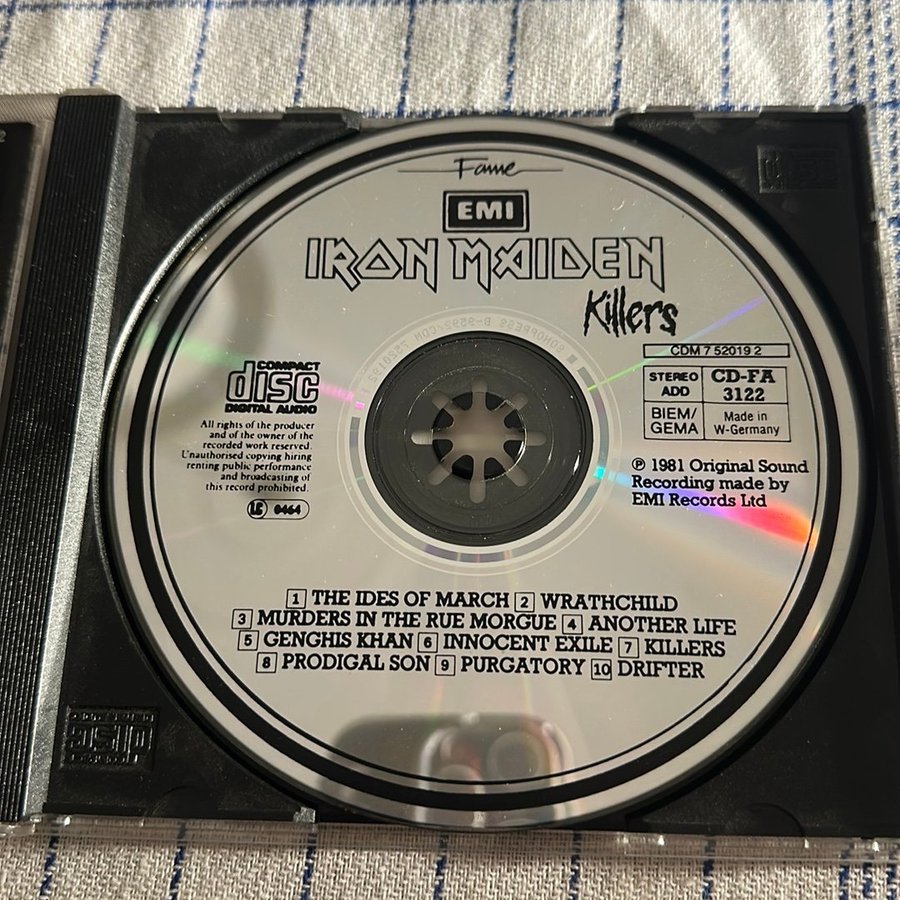 Fame
EMI
IRON MAIDEN
Killers
CDM 7 52019 2
STEREO
ADD
CD-FA
3122
BIEM/
GEMA
Made in
W-Germany
COMPACT
disc
DIGITAL AUDIO
All rights of the producer
and of the owner of the
recorded work reserved.
Unauthorised copying hiring
renting public performance
and broadcasting of
this record prohibited.
LC 0464
℗ 1981 Original Sound
Recording made by
EMI Records Ltd
1 THE IDES OF MARCH 2 WRATHCHILD
3 MURDERS IN THE RUE MORGUE 4 ANOTHER LIFE
5 GENGHIS KHAN 6 INNOCENT EXILE 7 KILLERS
8 PRODIGAL SON 9 PURGATORY 10 DRIFTER